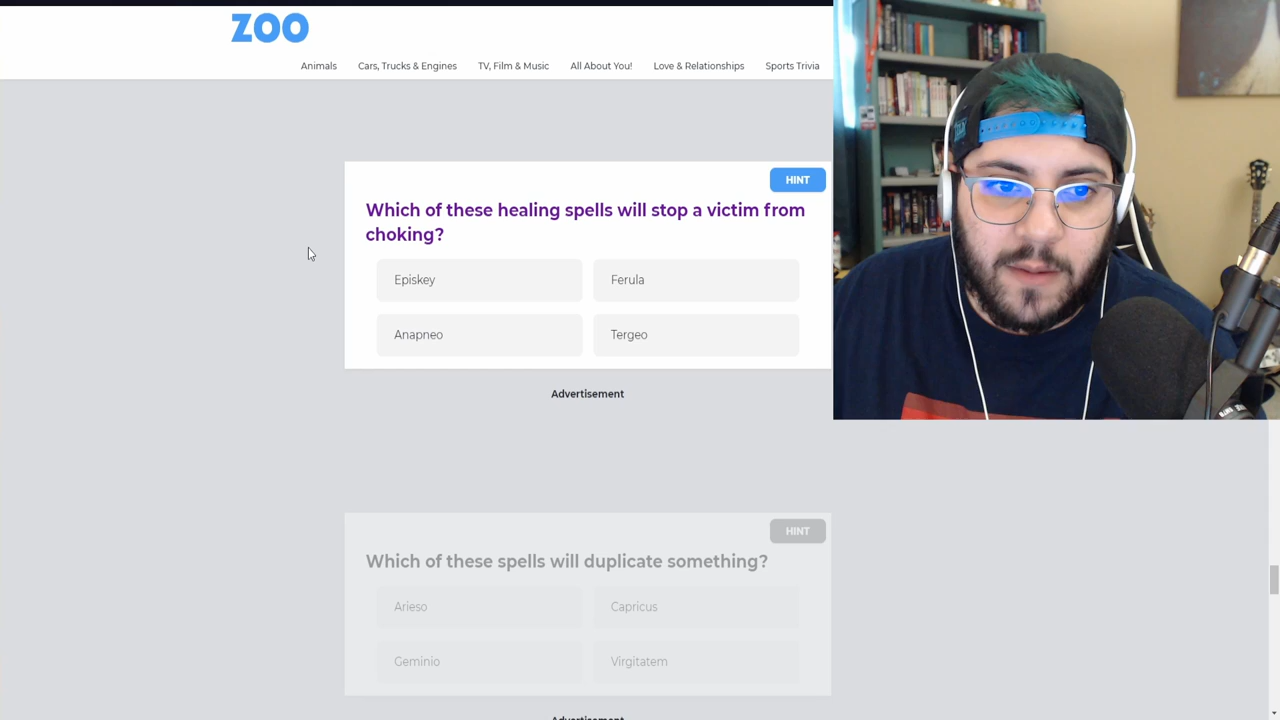 ZOO
Animals Cars, Trucks & Engines TV, Film & Music All About You! Love & Relationships Sports Trivia
HINT
Which of these healing spells will stop a victim from
choking?
Episkey Ferula
Anapneo Tergeo
Advertisement
HINT
Which of these spells will duplicate something?
Arieso Capricus
Geminio Virgitatem
Advertisement